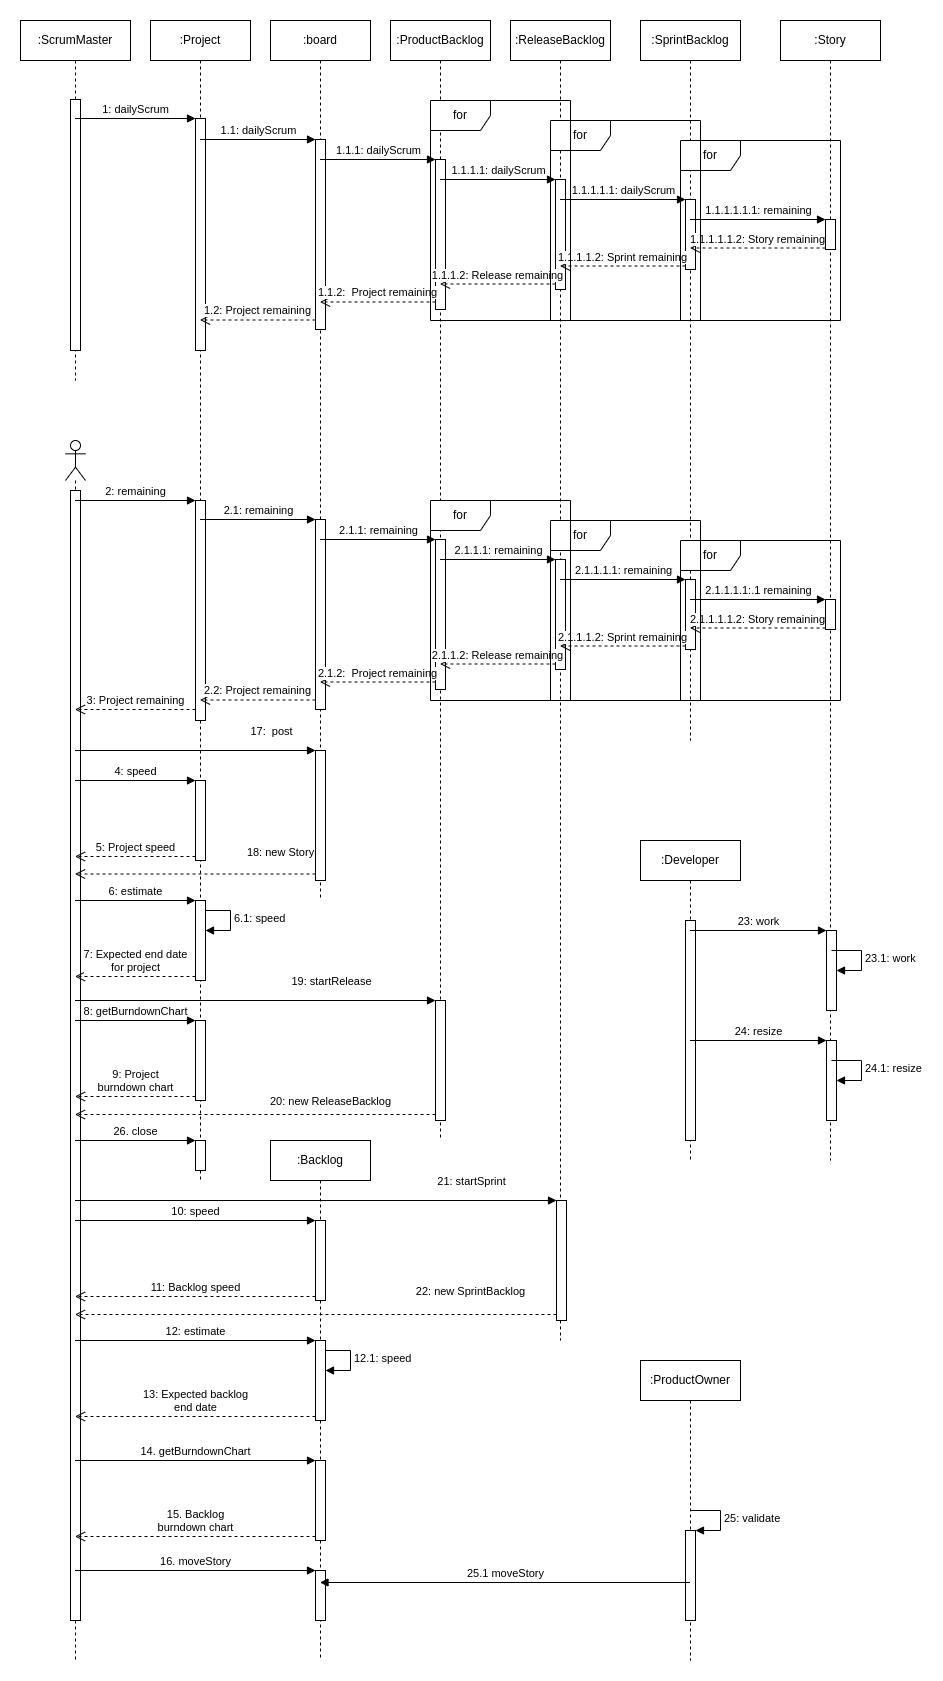 :ScrumMaster
:Project
:board
:ProductBacklog
:ReleaseBacklog
:SprintBacklog
:Story
1: dailyScrum
for
1.1: dailyScrum
for
1.1.1: dailyScrum
for
1.1.1.1: dailyScrum
1.1.1.1.1: dailyScrum
1.1.1.1.1.1: remaining
1.1.1.1.1.2: Story remaining
1.1.1.1.2: Sprint remaining
1.1.1.2: Release remaining
1.1.2: Project remaining
1.2: Project remaining
2: remaining
2.1: remaining
for
2.1.1: remaining
for
2.1.1.1: remaining
for
2.1.1.1.1: remaining
2.1.1.1.1:.1 remaining
2.1.1.1.1.2: Story remaining
2.1.1.1.2: Sprint remaining
2.1.1.2: Release remaining
2.1.2: Project remaining
2.2: Project remaining
3: Project remaining
17: post
4: speed
5: Project speed
18: new Story
:Developer
6: estimate
6.1: speed
23: work
7: Expected end date
for project
23.1: work
19: startRelease
8: getBurndownChart
24: resize
24.1: resize
9: Project
burndown chart
20: new ReleaseBacklog
26. close
:Backlog
21: startSprint
10: speed
11: Backlog speed
22: new SprintBacklog
12: estimate
12.1: speed
:ProductOwner
13: Expected backlog
end date
14. getBurndownChart
15. Backlog
burndown chart
25: validate
16. moveStory
25.1 moveStory